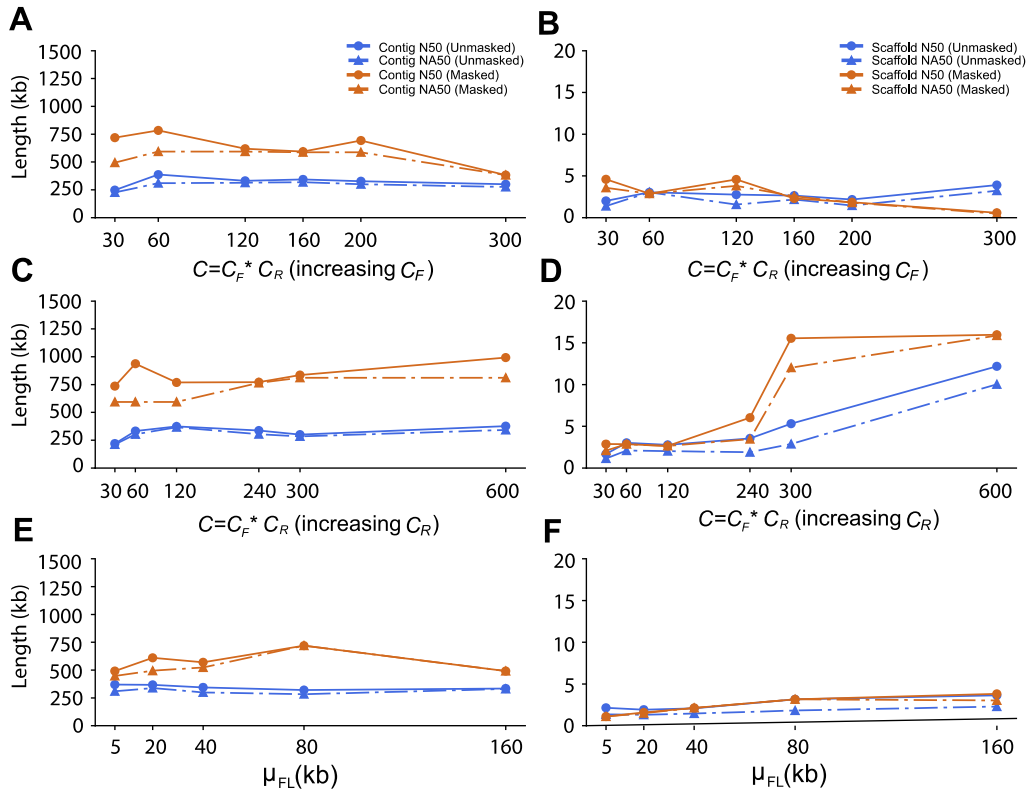 A
Length (kb)
1500
1250
1000
750
500
250
0
Contig N50 (Unmasked)
Contig NA50 (Unmasked)
Contig N50 (Masked)
Contig NA50 (Masked)
30 60 120 160 200 300
C=C_F* C_R (increasing C_F)
B
20
15
10
5
0
Scaffold N50 (Unmasked)
Scaffold NA50 (Unmasked)
Scaffold N50 (Masked)
Scaffold NA50 (Masked)
30 60 120 160 200 300
C=C_F* C_R (increasing C_F)
C
Length (kb)
1500
1250
1000
750
500
250
0
30 60 120 240 300 600
C=C_F* C_R (increasing C_R)
D
20
15
10
5
0
30 60 120 240 300 600
C=C_F* C_R (increasing C_R)
E
Length (kb)
1500
1250
1000
750
500
250
0
5 20 40 80 160
μ_FL(kb)
F
20
15
10
5
0
5 20 40 80 160
μ_FL(kb)